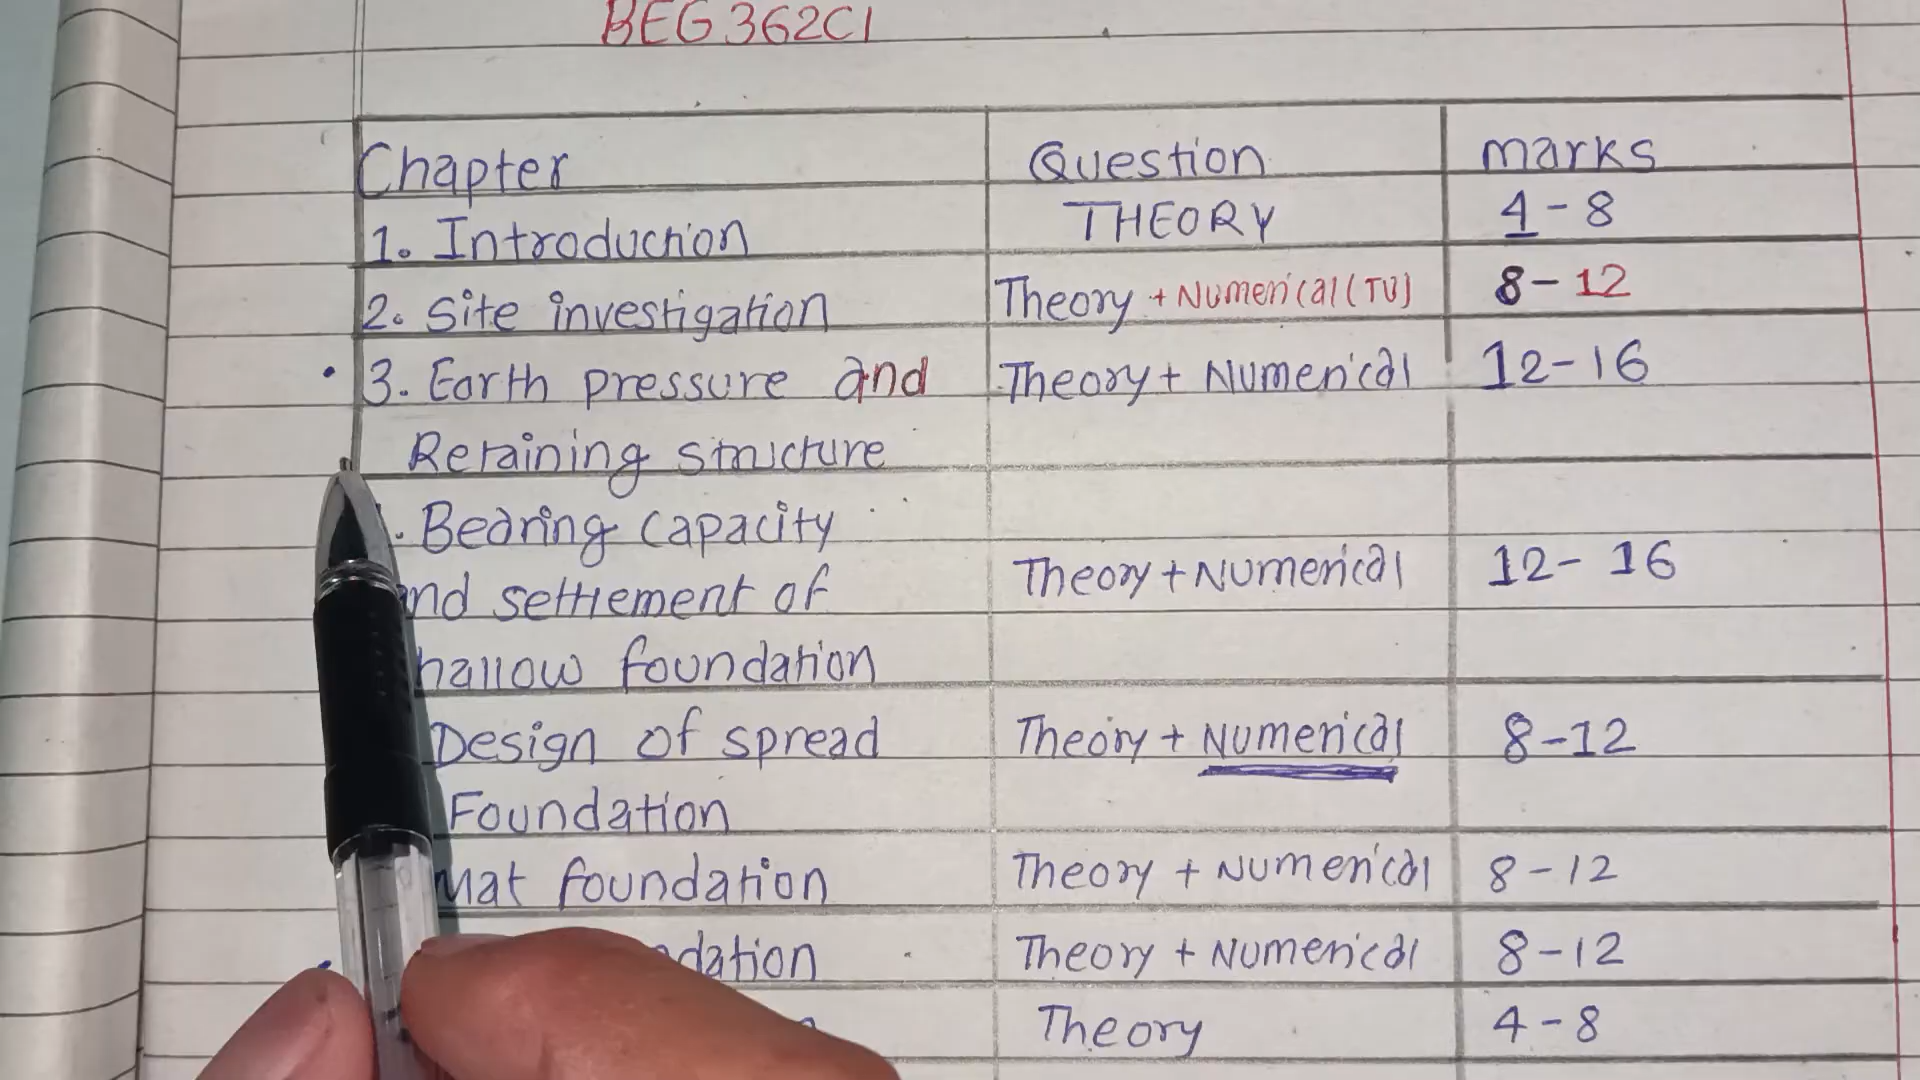 BEG362CI
Chapter Question marks
1. Introduction THEORY 4-8
2. Site investigation Theory + Numerical (TU) 8-12
3. Earth pressure and Theory + Numerical 12-16
Retaining structure
Bearing capacity
and settlement of Theory + Numerical 12-16
hallow foundation
Design of spread Theory + Numerical 8-12
Foundation
Mat foundation Theory + Numerical 8-12
dation Theory + Numerical 8-12
Theory 4-8